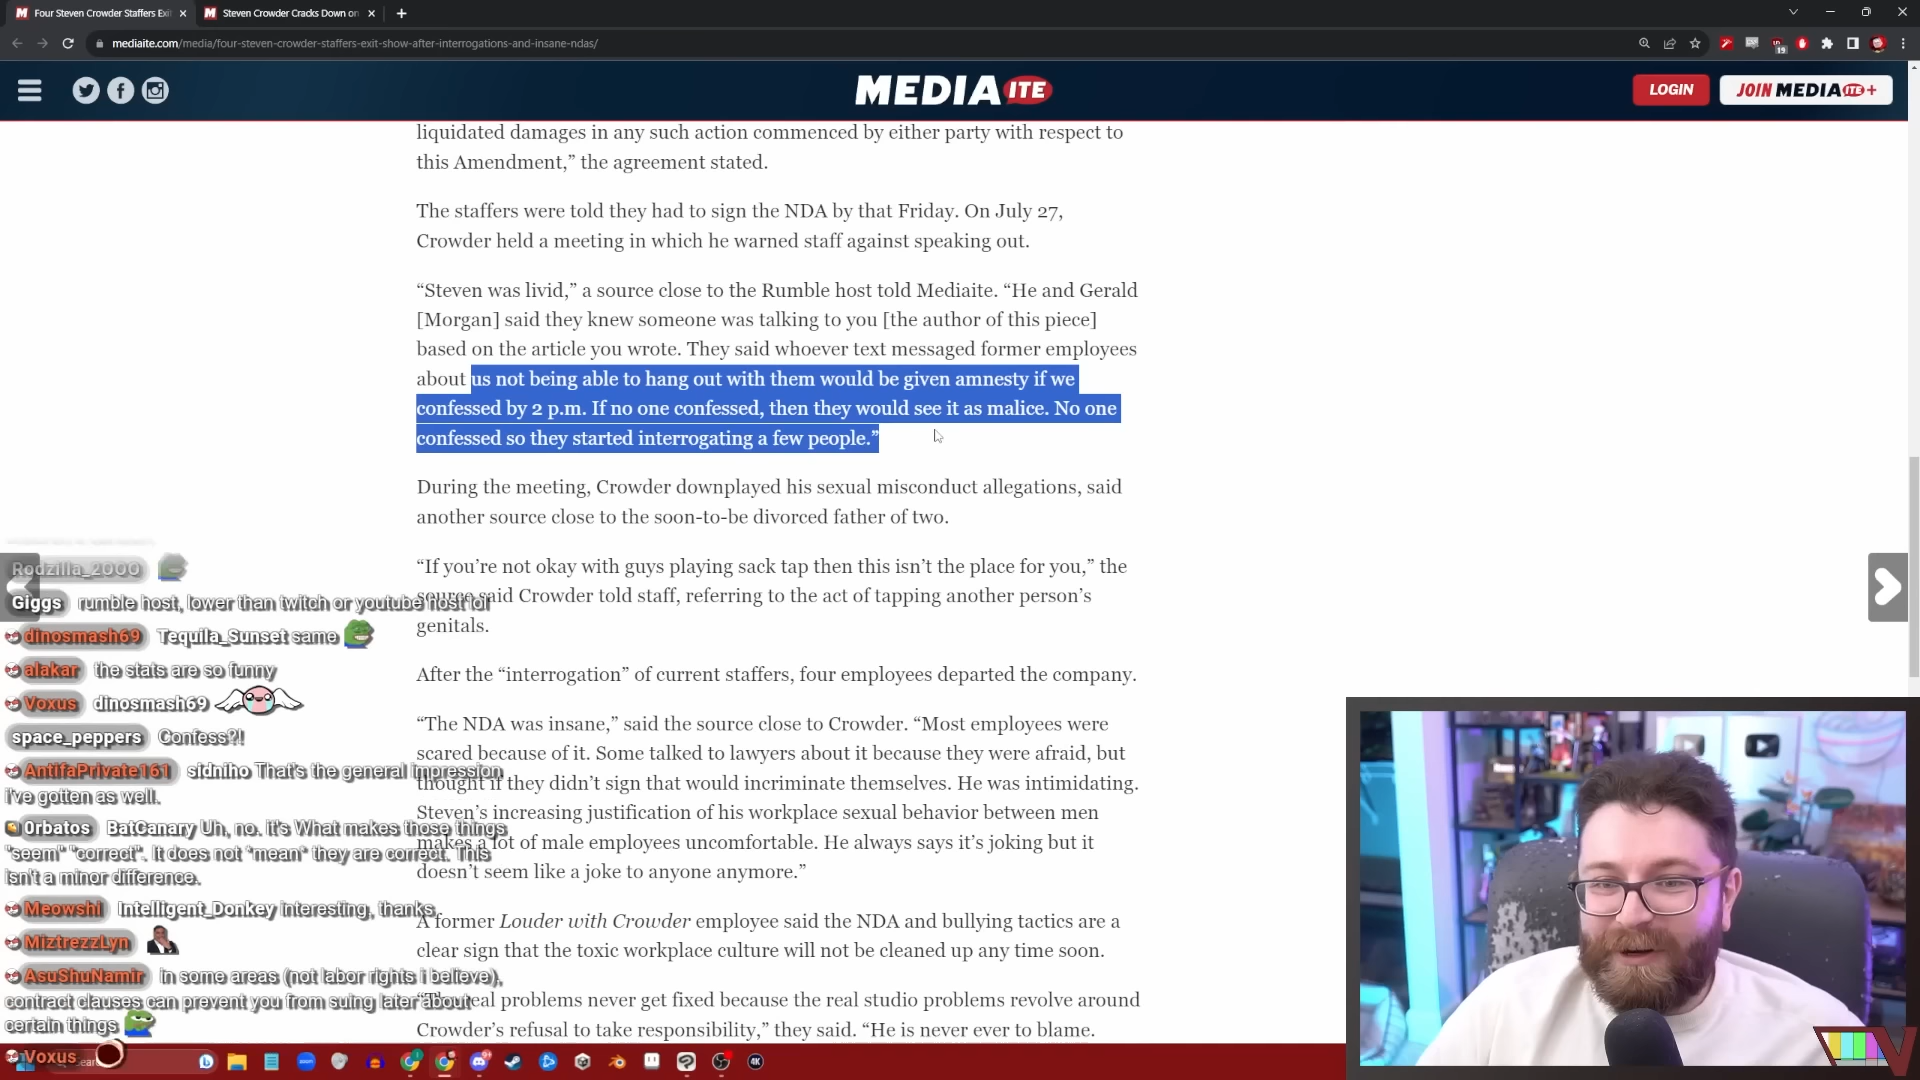 Four Steven Crowder Staffers Exi
Steven Crowder Cracks Down on
mediaite.com/media/four-steven-crowder-staffers-exit-show-after-interrogations-and-insane-ndas/
19
MEDIAITE
LOGIN
JOIN MEDIAITE+
liquidated damages in any such action commenced by either party with respect to
this Amendment,” the agreement stated.
The staffers were told they had to sign the NDA by that Friday. On July 27,
Crowder held a meeting in which he warned staff against speaking out.
“Steven was livid,” a source close to the Rumble host told Mediaite. “He and Gerald
[Morgan] said they knew someone was talking to you [the author of this piece]
based on the article you wrote. They said whoever text messaged former employees
about us not being able to hang out with them would be given amnesty if we
confessed by 2 p.m. If no one confessed, then they would see it as malice. No one
confessed so they started interrogating a few people.”
During the meeting, Crowder downplayed his sexual misconduct allegations, said
another source close to the soon-to-be divorced father of two.
“If you’re not okay with guys playing sack tap then this isn’t the place for you,” the
source said Crowder told staff, referring to the act of tapping another person’s
genitals.
After the “interrogation” of current staffers, four employees departed the company.
“The NDA was insane,” said the source close to Crowder. “Most employees were
scared because of it. Some talked to lawyers about it because they were afraid, but
thought if they didn’t sign that would incriminate themselves. He was intimidating.
Steven’s increasing justification of his workplace sexual behavior between men
makes a lot of male employees uncomfortable. He always says it’s joking but it
doesn’t seem like a joke to anyone anymore.”
A former Louder with Crowder employee said the NDA and bullying tactics are a
clear sign that the toxic workplace culture will not be cleaned up any time soon.
“The real problems never get fixed because the real studio problems revolve around
Crowder’s refusal to take responsibility,” they said. “He is never ever to blame.
Rodzilla_2000
Giggs rumble host, lower than twitch or youtube host lol
dinosmash69 Tequila_Sunset same
alakar the stats are so funny
Voxus dinosmash69
space_peppers Confess?!
AntifaPrivate161 sidniho That's the general impression
i've gotten as well.
0rbatos BatCanary Uh, no. It's What makes those things
"seem" "correct". It does not *mean* they are correct. This
isn't a minor difference.
Meowshi Intelligent_Donkey interesting, thanks
MiztrezzLyn
AsuShuNamir in some areas (not labor rights i believe),
contract clauses can prevent you from suing later about
certain things
Voxus
4K